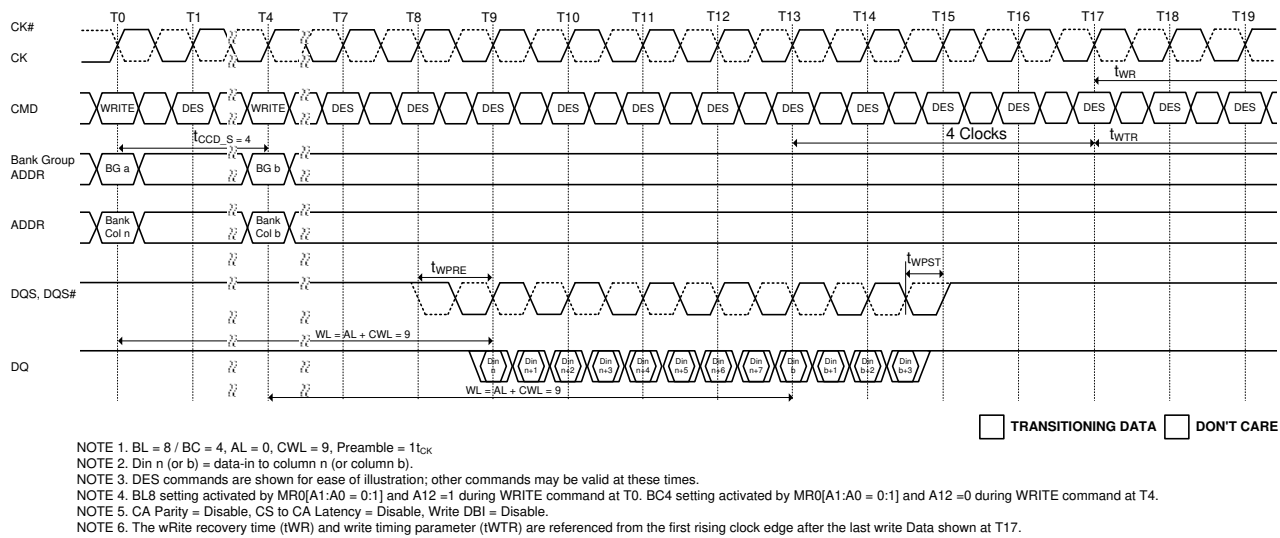 T0 T1 T4 T7 T8 T9 T10 T11 T12 T13 T14 T15 T16 T17 T18 T19
CK#
CK
tWR
CMD WRITE DES WRITE DES DES DES DES DES DES DES DES DES DES DES DES DES
tCCD_S = 4
4 Clocks
tWTR
Bank Group
ADDR
BG a BG b
ADDR
Bank Bank
Col n Col b
tWPRE tWPST
DQS, DQS#
WL = AL + CWL = 9
DQ
Din Din Din Din Din Din Din Din Din Din Din Din
n n+1 n+2 n+3 n+4 n+5 n+6 n+7 b b+1 b+2 b+3
WL = AL + CWL = 9
TRANSITIONING DATA DON'T CARE
NOTE 1. BL = 8 / BC = 4, AL = 0, CWL = 9, Preamble = 1tCK
NOTE 2. Din n (or b) = data-in to column n (or column b).
NOTE 3. DES commands are shown for ease of illustration; other commands may be valid at these times.
NOTE 4. BL8 setting activated by MR0[A1:A0 = 0:1] and A12 =1 during WRITE command at T0. BC4 setting activated by MR0[A1:A0 = 0:1] and A12 =0 during WRITE command at T4.
NOTE 5. CA Parity = Disable, CS to CA Latency = Disable, Write DBI = Disable.
NOTE 6. The wRite recovery time (tWR) and write timing parameter (tWTR) are referenced from the first rising clock edge after the last write Data shown at T17.